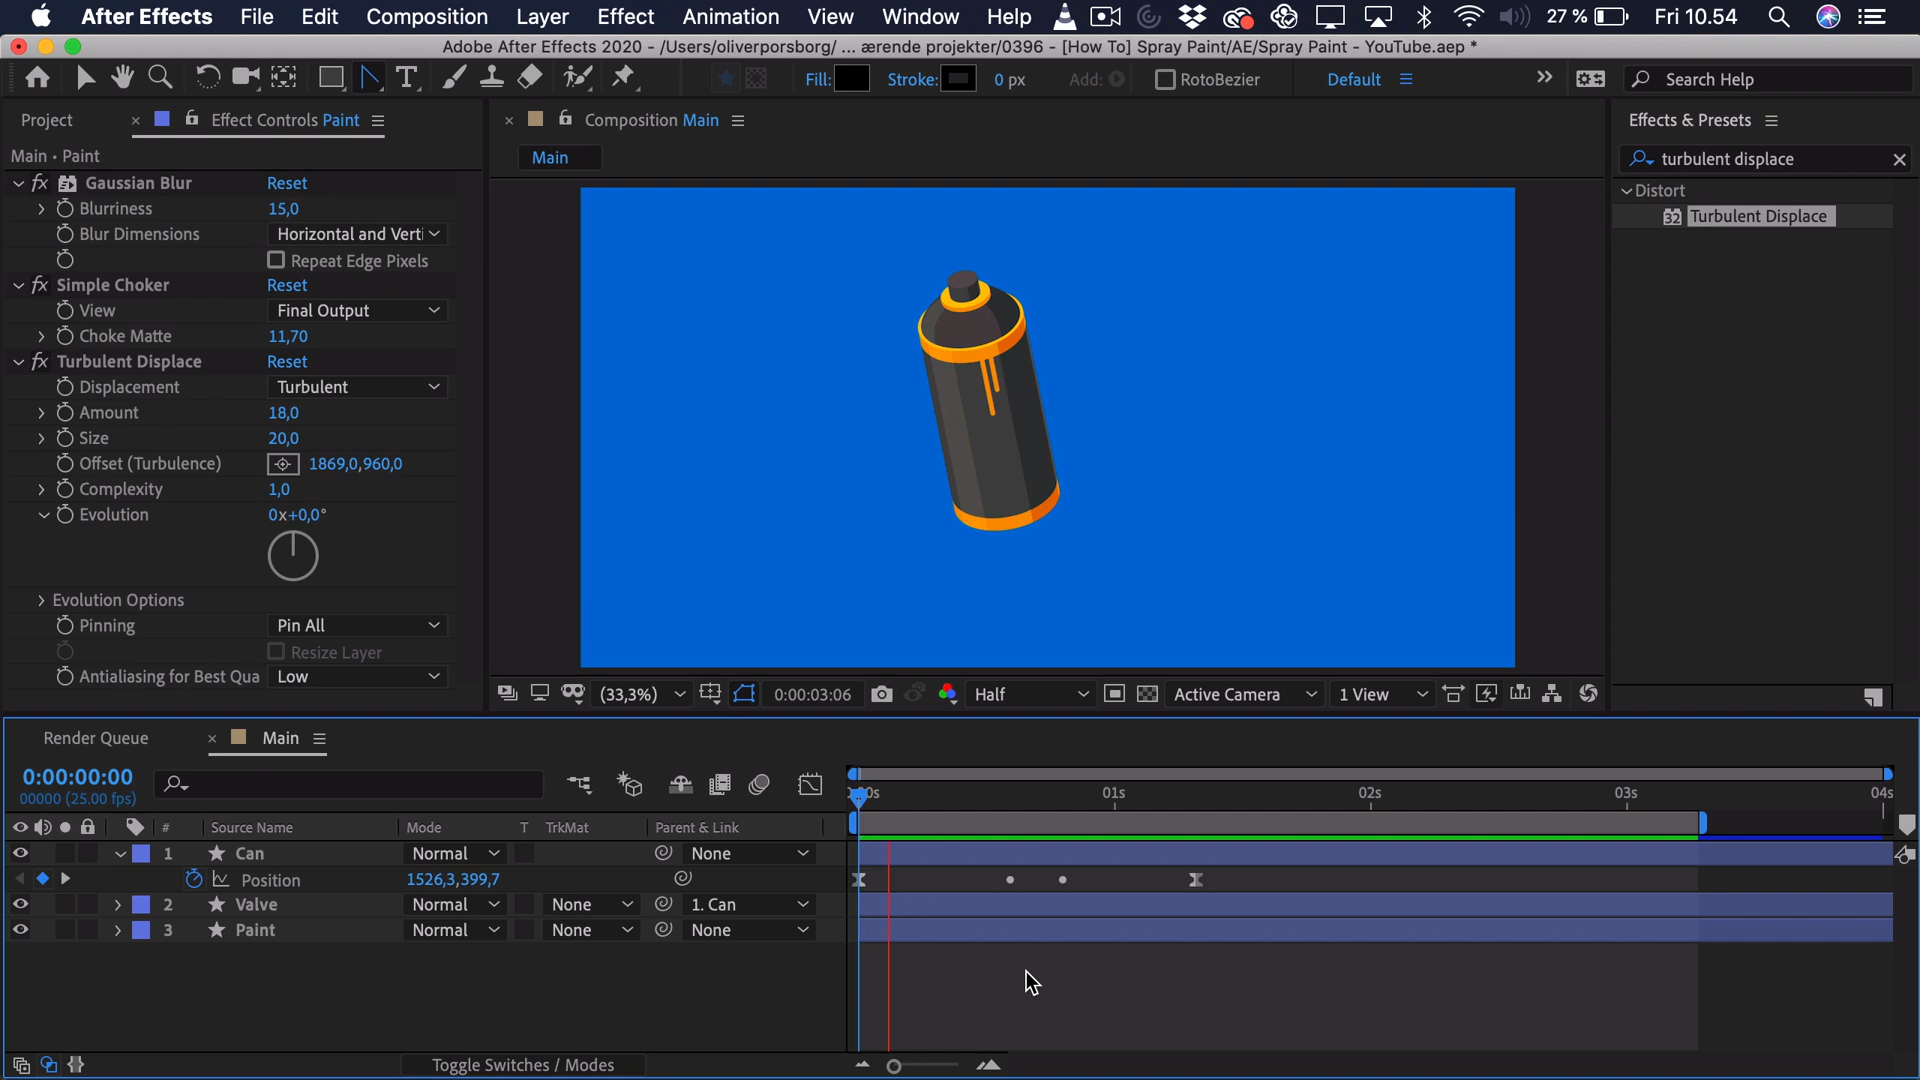 After Effects File Edit Composition Layer Effect Animation View Window Help 27 % Fri 10.54
Adobe After Effects 2020 - /Users/oliverporsborg/ ... ærende projekter/0396 - [How To] Spray Paint/AE/Spray Paint - YouTube.aep *
Fill: Stroke: 0 px Add: RotoBezier Default Search Help
Project Effect Controls Paint
Composition Main
Effects & Presets
Main • Paint
Main
turbulent displace
Gaussian Blur Reset
Distort
Blurriness 15,0
32 Turbulent Displace
Blur Dimensions Horizontal and Verti
Repeat Edge Pixels
Simple Choker Reset
View Final Output
Choke Matte 11,70
Turbulent Displace Reset
Displacement Turbulent
Amount 18,0
Size 20,0
Offset (Turbulence) 1869,0,960,0
Complexity 1,0
Evolution 0x+0,0°
Evolution Options
Pinning Pin All
Resize Layer
Antialiasing for Best Qua Low
(33,3%) 0:00:03:06 Half Active Camera 1 View
Render Queue Main
0:00:00:00
00000 (25.00 fps)
0s 01s 02s 03s 04s
# Source Name Mode T TrkMat Parent & Link
1 Can Normal None
Position 1526,3,399,7
2 Valve Normal None 1. Can
3 Paint Normal None None
Toggle Switches / Modes